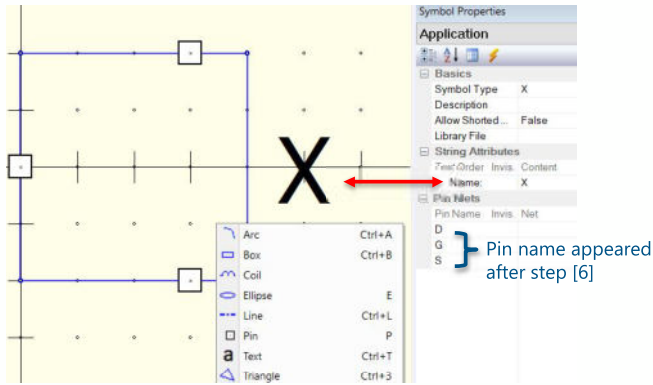 Symbol Properties
Application
Basics
Symbol Type X
Description
Allow Shorted ... False
Library File
String Attributes
Text Order Invis. Content
Name: X
Pin Nets
Pin Name Invis. Net
D
G
S
Pin name appeared
after step [6]
X
Arc Ctrl+A
Box Ctrl+B
Coil
Ellipse E
Line Ctrl+L
Pin P
a Text Ctrl+T
Triangle Ctrl+3